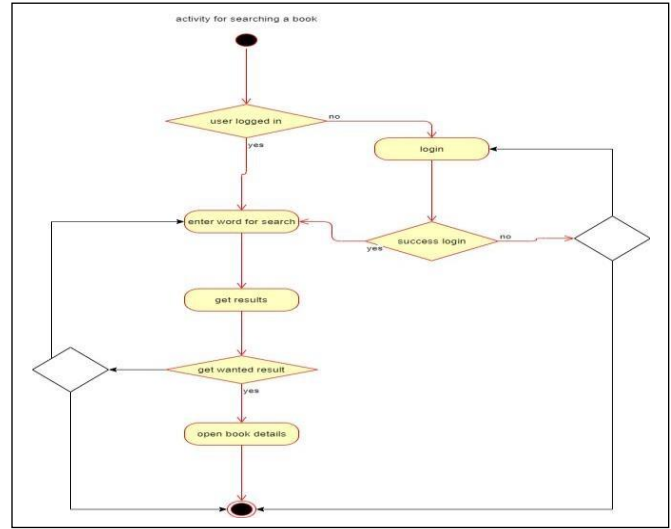 activity for searching a book
user logged in
no
yes
login
enter word for search
success login
yes
no
get results
get wanted result
yes
open book details